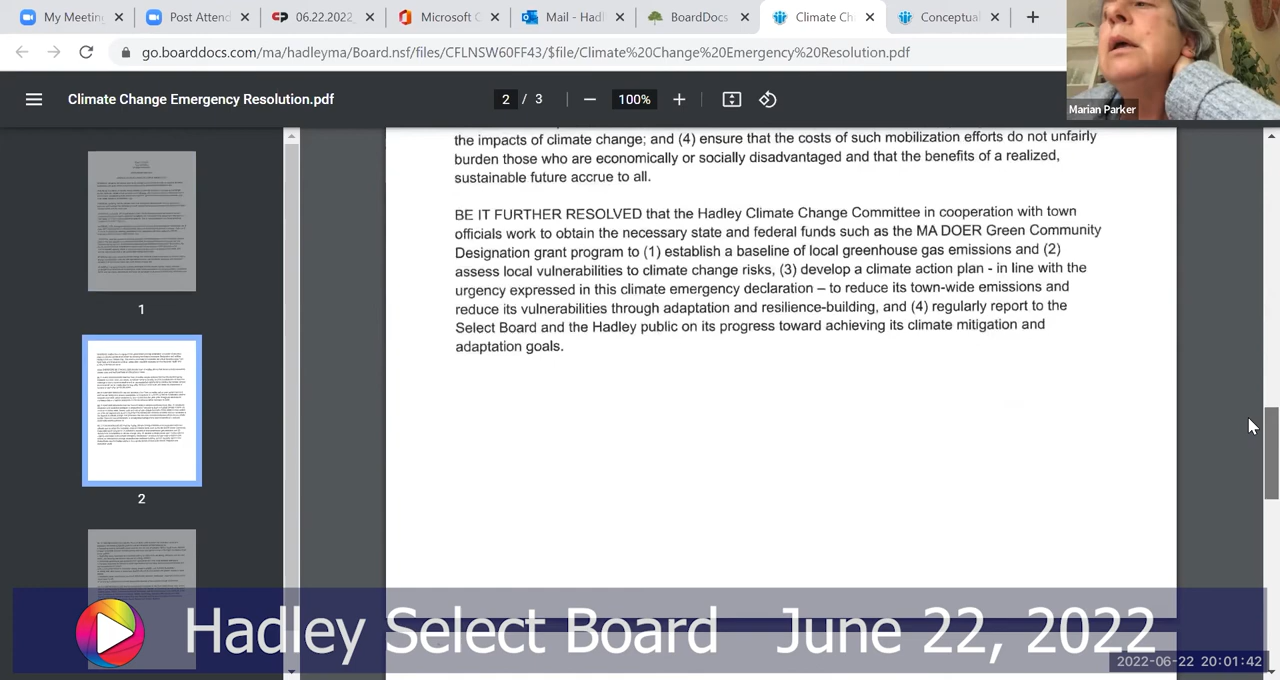 My Meetin
Post Attend
06.22.2022_
Microsoft O
Mail - Hadl
BoardDocs
Climate Ch
Conceptual
go.boarddocs.com/ma/hadleyma/Board.nsf/files/CFLNSW60FF43/$file/Climate%20Change%20Emergency%20Resolution.pdf
Marian Parker
Climate Change Emergency Resolution.pdf
2 / 3
100%
the impacts of climate change; and (4) ensure that the costs of such mobilization efforts do not unfairly
burden those who are economically or socially disadvantaged and that the benefits of a realized,
sustainable future accrue to all.
BE IT FURTHER RESOLVED that the Hadley Climate Change Committee in cooperation with town
officials work to obtain the necessary state and federal funds such as the MA DOER Green Community
Designation grant program to (1) establish a baseline of local greenhouse gas emissions and (2)
assess local vulnerabilities to climate change risks, (3) develop a climate action plan - in line with the
urgency expressed in this climate emergency declaration – to reduce its town-wide emissions and
reduce its vulnerabilities through adaptation and resilience-building, and (4) regularly report to the
Select Board and the Hadley public on its progress toward achieving its climate mitigation and
adaptation goals.
1
2
Hadley Select Board June 22, 2022
2022-06-22 20:01:42